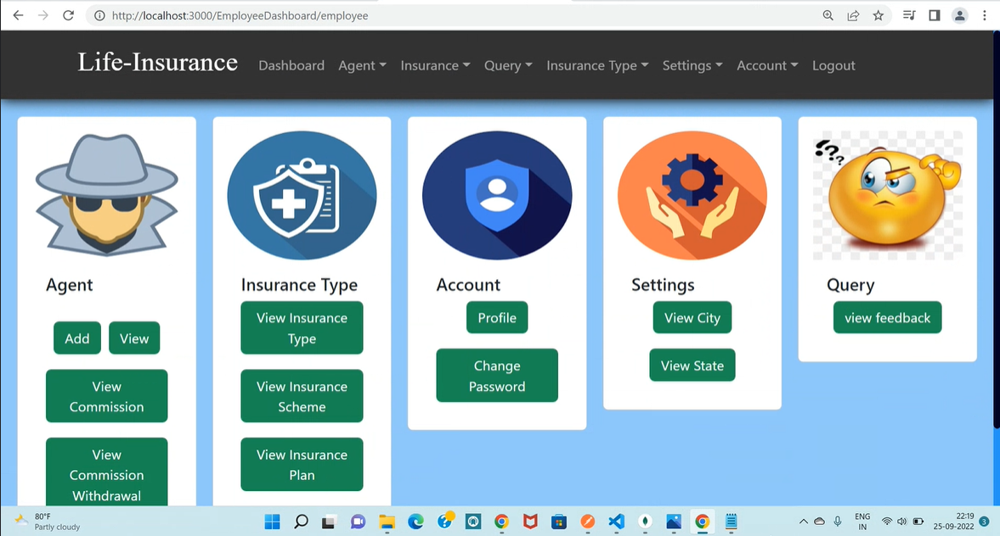 http://localhost:3000/EmployeeDashboard/employee
Life-Insurance Dashboard Agent Insurance Query Insurance Type Settings Account Logout
???
Agent
Add View
View
Commission
View
Commission
Withdrawal
Insurance Type
View Insurance
Type
View Insurance
Scheme
View Insurance
Plan
Account
Profile
Change
Password
Settings
View City
View State
Query
view feedback
80°F
Partly cloudy
ENG
IN
22:19
25-09-2022
3